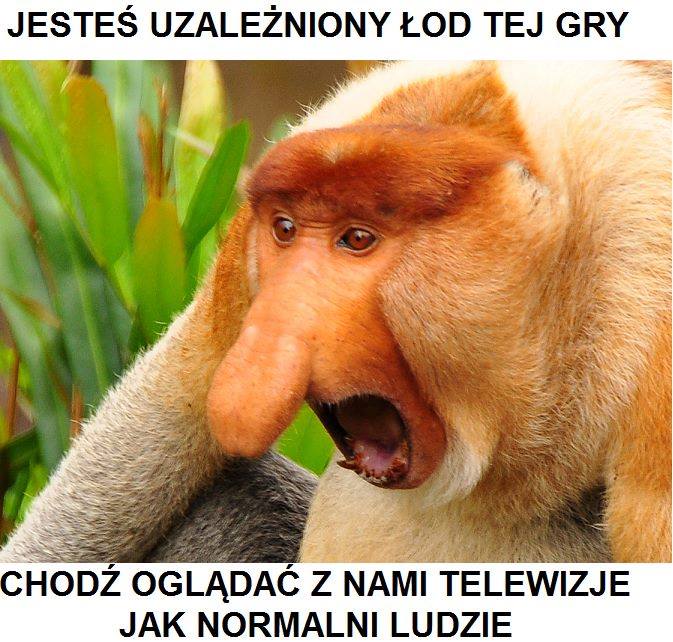 JESTEŚ UZALEŻNIONY ŁOD TEJ GRY
CHODŹ OGLĄDAĆ Z NAMI TELEWIZJE
JAK NORMALNI LUDZIE